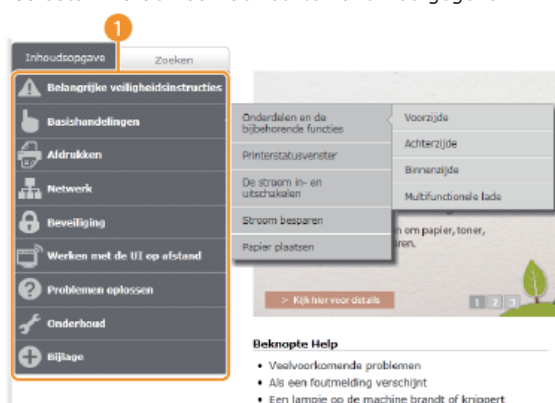 1
Inhoudsopgave
Zoeken
Belangrijke veiligheidsinstructies
Basishandelingen
Afdrukken
Netwerk
Beveiliging
Werken met de UI op afstand
Problemen oplossen
Onderhoud
Bijlage
Onderdelen en de
bijbehorende functies
Printerstatusvenster
De stroom in- en
uitschakelen
Stroom besparen
Papier plaatsen
Voorzijde
Achterzijde
Binnenzijde
Multifunctionele lade
om papier, toner,
> Kijk hier voor details
1 2 3
Beknopte Help
• Veelvoorkomende problemen
• Als een foutmelding verschijnt
• Een lampje op de machine brandt of knippert